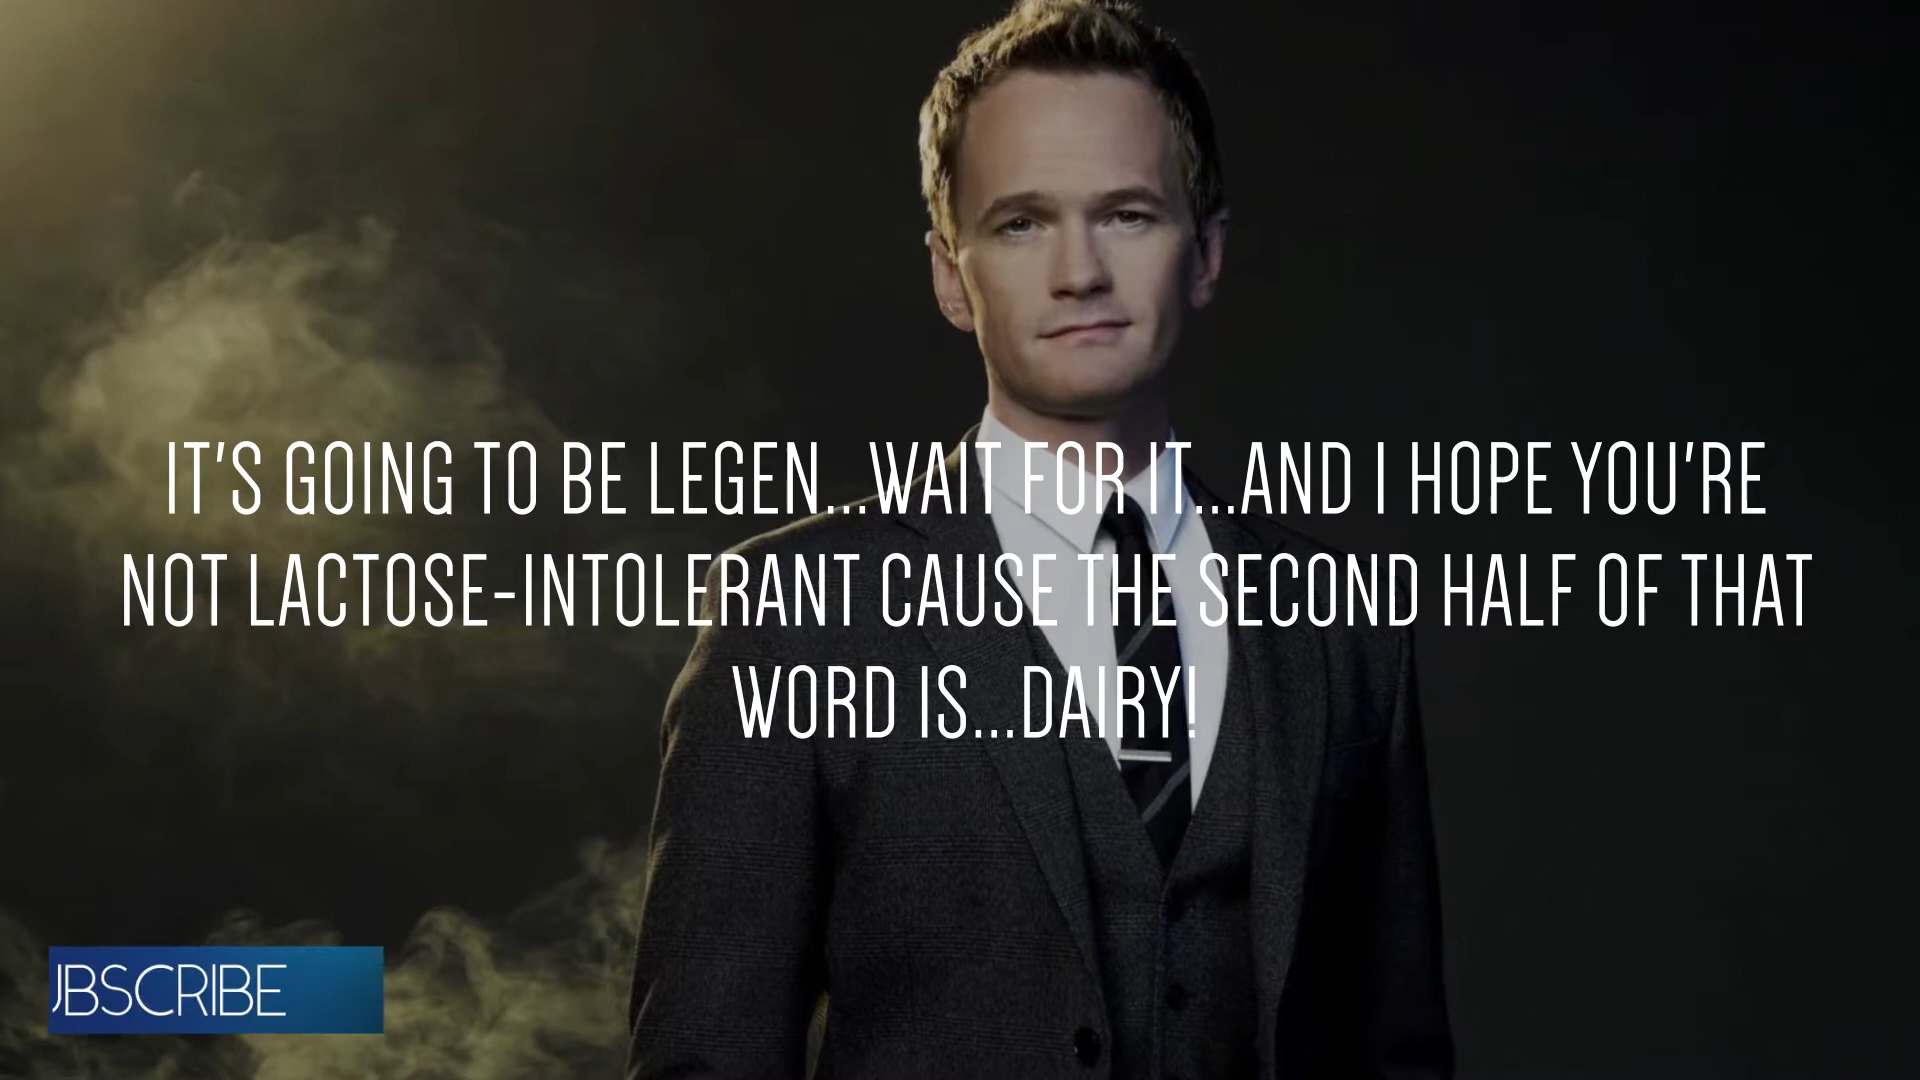 IT'S GOING TO BE LEGEN...WAIT FOR IT...AND I HOPE YOU'RE
NOT LACTOSE-INTOLERANT CAUSE THE SECOND HALF OF THAT
WORD IS...DAIRY!
UBSCRIBE